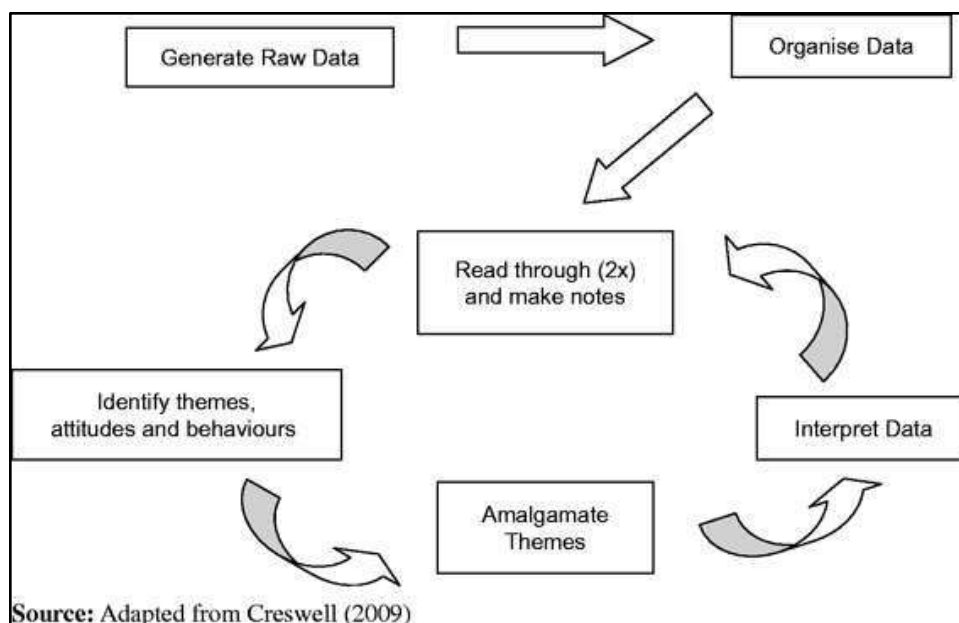 Generate Raw Data
Organise Data
Read through (2x)
and make notes
Identify themes,
attitudes and behaviours
Interpret Data
Amalgamate
Themes
Source: Adapted from Creswell (2009)